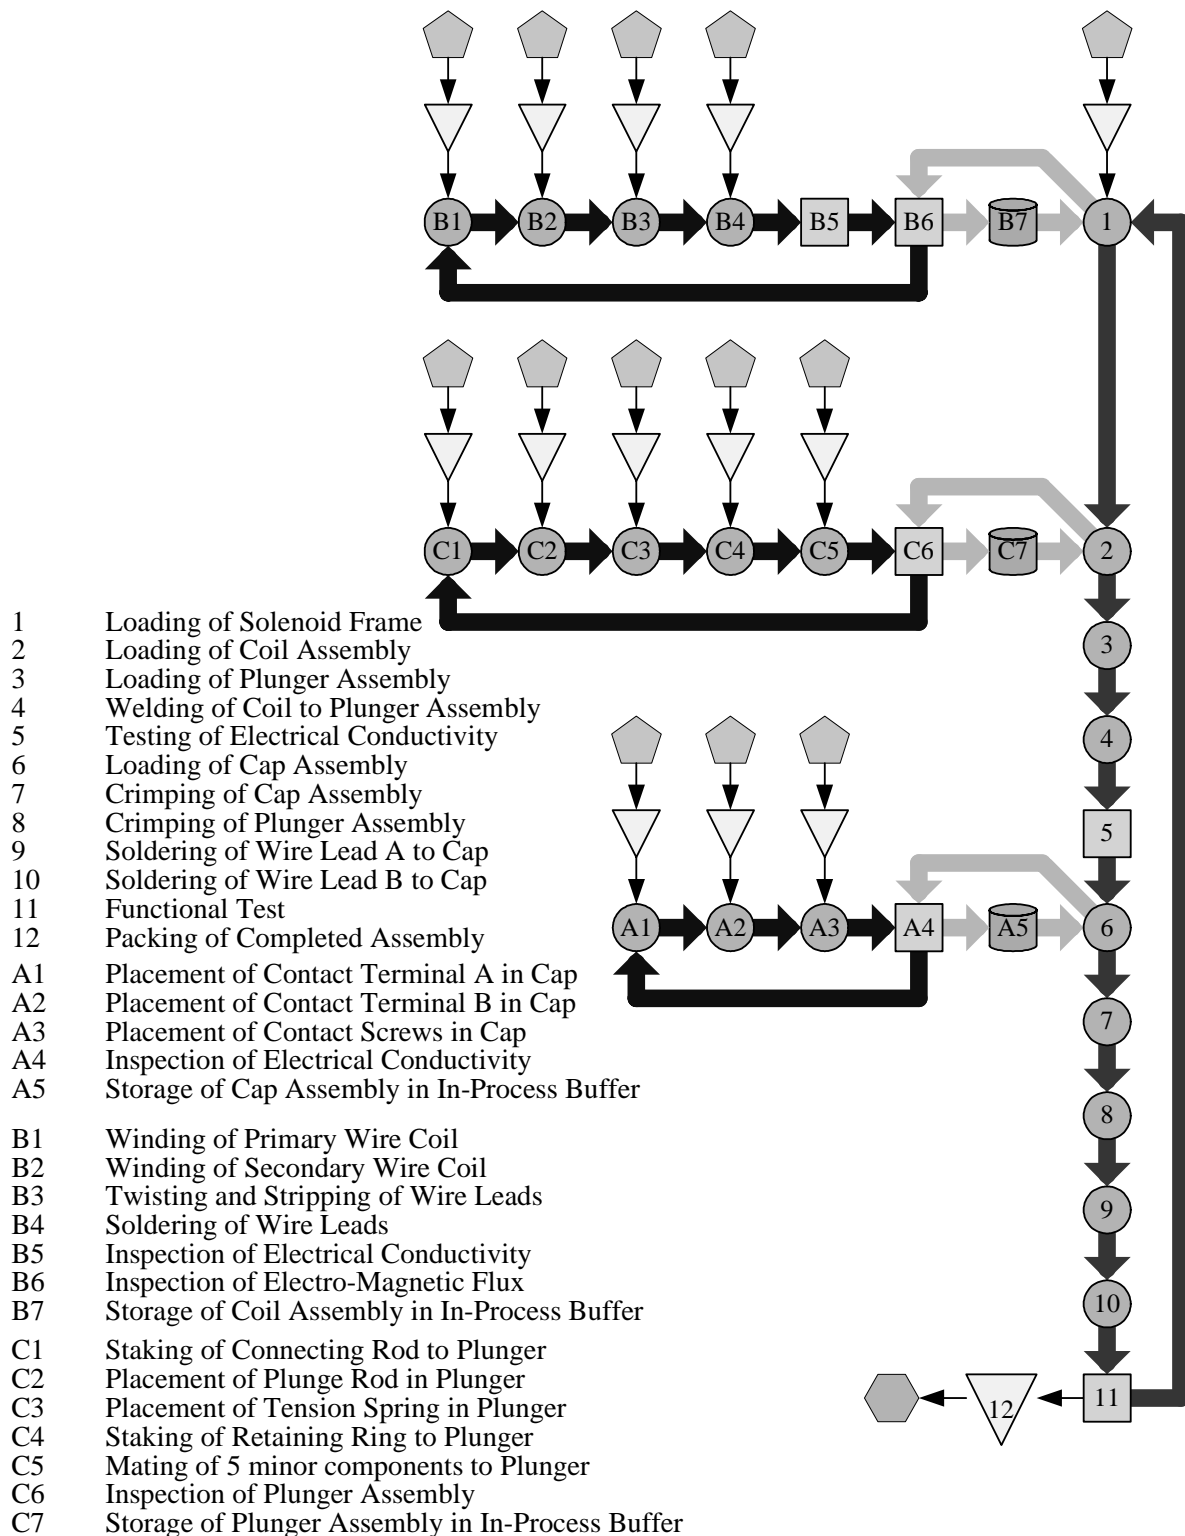 B1 B2 B3 B4 B5 B6 B7 1
C1 C2 C3 C4 C5 C6 C7 2
3
4
5
A1 A2 A3 A4 A5 6
7
8
9
10
12 11
1 Loading of Solenoid Frame
2 Loading of Coil Assembly
3 Loading of Plunger Assembly
4 Welding of Coil to Plunger Assembly
5 Testing of Electrical Conductivity
6 Loading of Cap Assembly
7 Crimping of Cap Assembly
8 Crimping of Plunger Assembly
9 Soldering of Wire Lead A to Cap
10 Soldering of Wire Lead B to Cap
11 Functional Test
12 Packing of Completed Assembly
A1 Placement of Contact Terminal A in Cap
A2 Placement of Contact Terminal B in Cap
A3 Placement of Contact Screws in Cap
A4 Inspection of Electrical Conductivity
A5 Storage of Cap Assembly in In-Process Buffer
B1 Winding of Primary Wire Coil
B2 Winding of Secondary Wire Coil
B3 Twisting and Stripping of Wire Leads
B4 Soldering of Wire Leads
B5 Inspection of Electrical Conductivity
B6 Inspection of Electro-Magnetic Flux
B7 Storage of Coil Assembly in In-Process Buffer
C1 Staking of Connecting Rod to Plunger
C2 Placement of Plunge Rod in Plunger
C3 Placement of Tension Spring in Plunger
C4 Staking of Retaining Ring to Plunger
C5 Mating of 5 minor components to Plunger
C6 Inspection of Plunger Assembly
C7 Storage of Plunger Assembly in In-Process Buffer